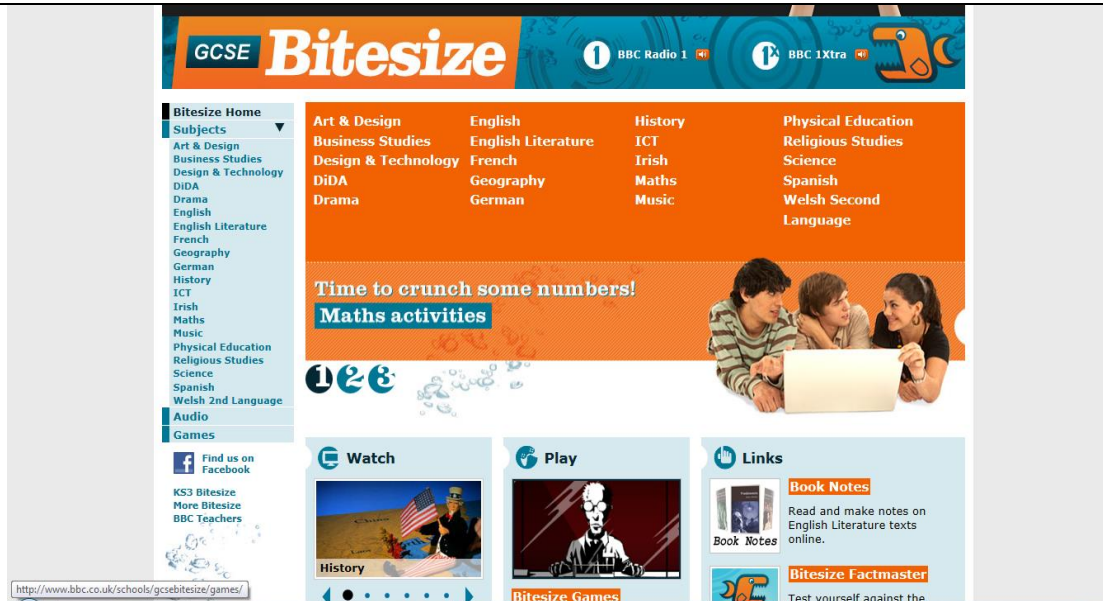 GCSE Bitesize
1 BBC Radio 1
1X BBC 1Xtra
Bitesize Home
Subjects
Art & Design
Business Studies
Design & Technology
DiDA
Drama
English
English Literature
French
Geography
German
History
ICT
Irish
Maths
Music
Physical Education
Religious Studies
Science
Spanish
Welsh 2nd Language
Audio
Games
Find us on
Facebook
KS3 Bitesize
More Bitesize
BBC Teachers
Art & Design
Business Studies
Design & Technology
DiDA
Drama
English
English Literature
French
Geography
German
History
ICT
Irish
Maths
Music
Physical Education
Religious Studies
Science
Spanish
Welsh Second
Language
Time to crunch some numbers!
Maths activities
1 2 3
Watch
History
Play
Bitesize Games
Links
Book Notes
Book Notes
Read and make notes on
English Literature texts
online.
Bitesize Factmaster
Test yourself against the
http://www.bbc.co.uk/schools/gcsebitesize/games/